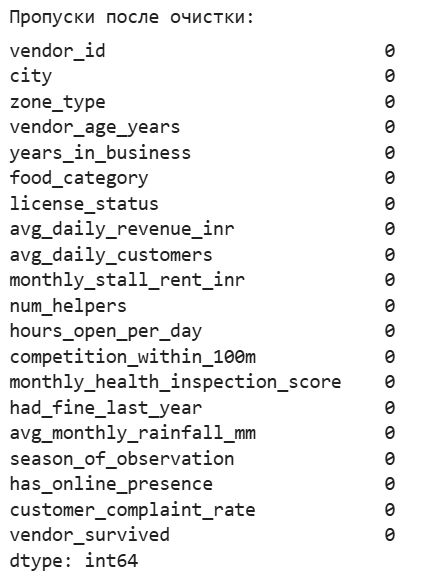 Пропуски после очистки:
vendor_id 0
city 0
zone_type 0
vendor_age_years 0
years_in_business 0
food_category 0
license_status 0
avg_daily_revenue_inr 0
avg_daily_customers 0
monthly_stall_rent_inr 0
num_helpers 0
hours_open_per_day 0
competition_within_100m 0
monthly_health_inspection_score 0
had_fine_last_year 0
avg_monthly_rainfall_mm 0
season_of_observation 0
has_online_presence 0
customer_complaint_rate 0
vendor_survived 0
dtype: int64